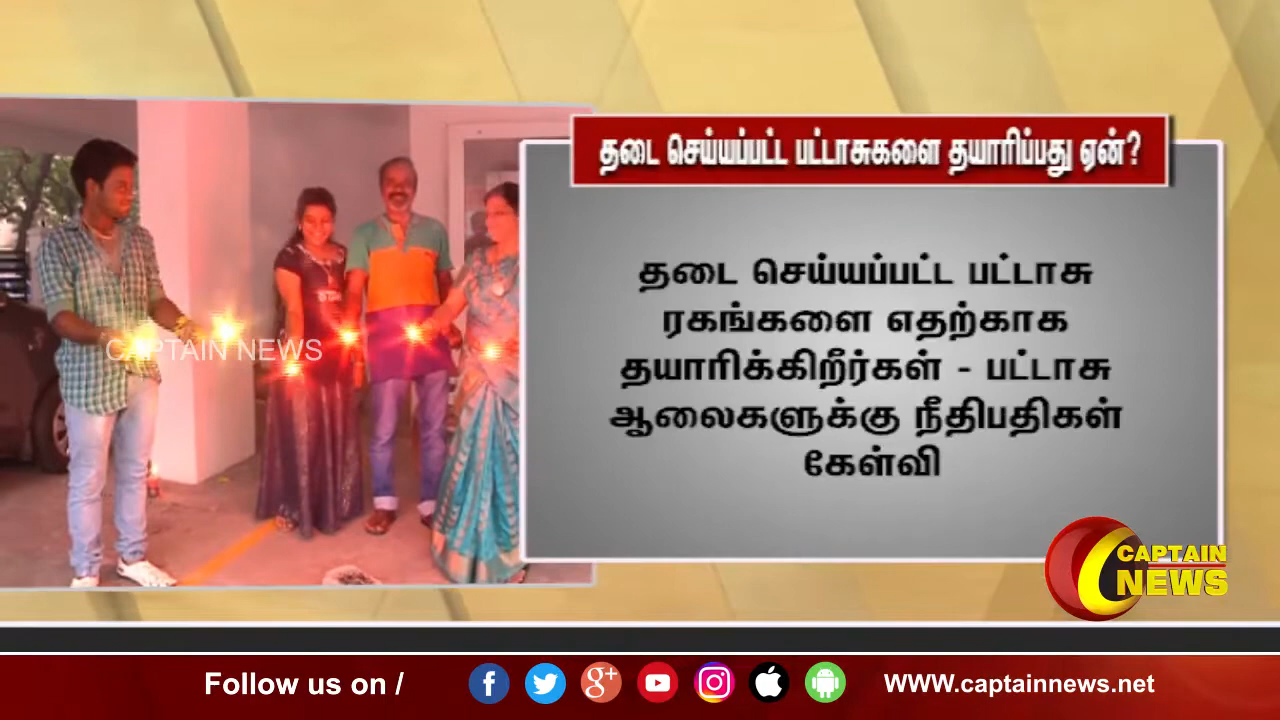 தடை செய்யப்பட்ட பட்டாசுகளை தயாரிப்பது ஏன்?
தடை செய்யப்பட்ட பட்டாசு
ரகங்களை எதற்காக
தயாரிக்கிறீர்கள் - பட்டாசு
ஆலைகளுக்கு நீதிபதிகள்
கேள்வி
CAPTAIN NEWS
CAPTAIN
NEWS
Follow us on / WWW.captainnews.net